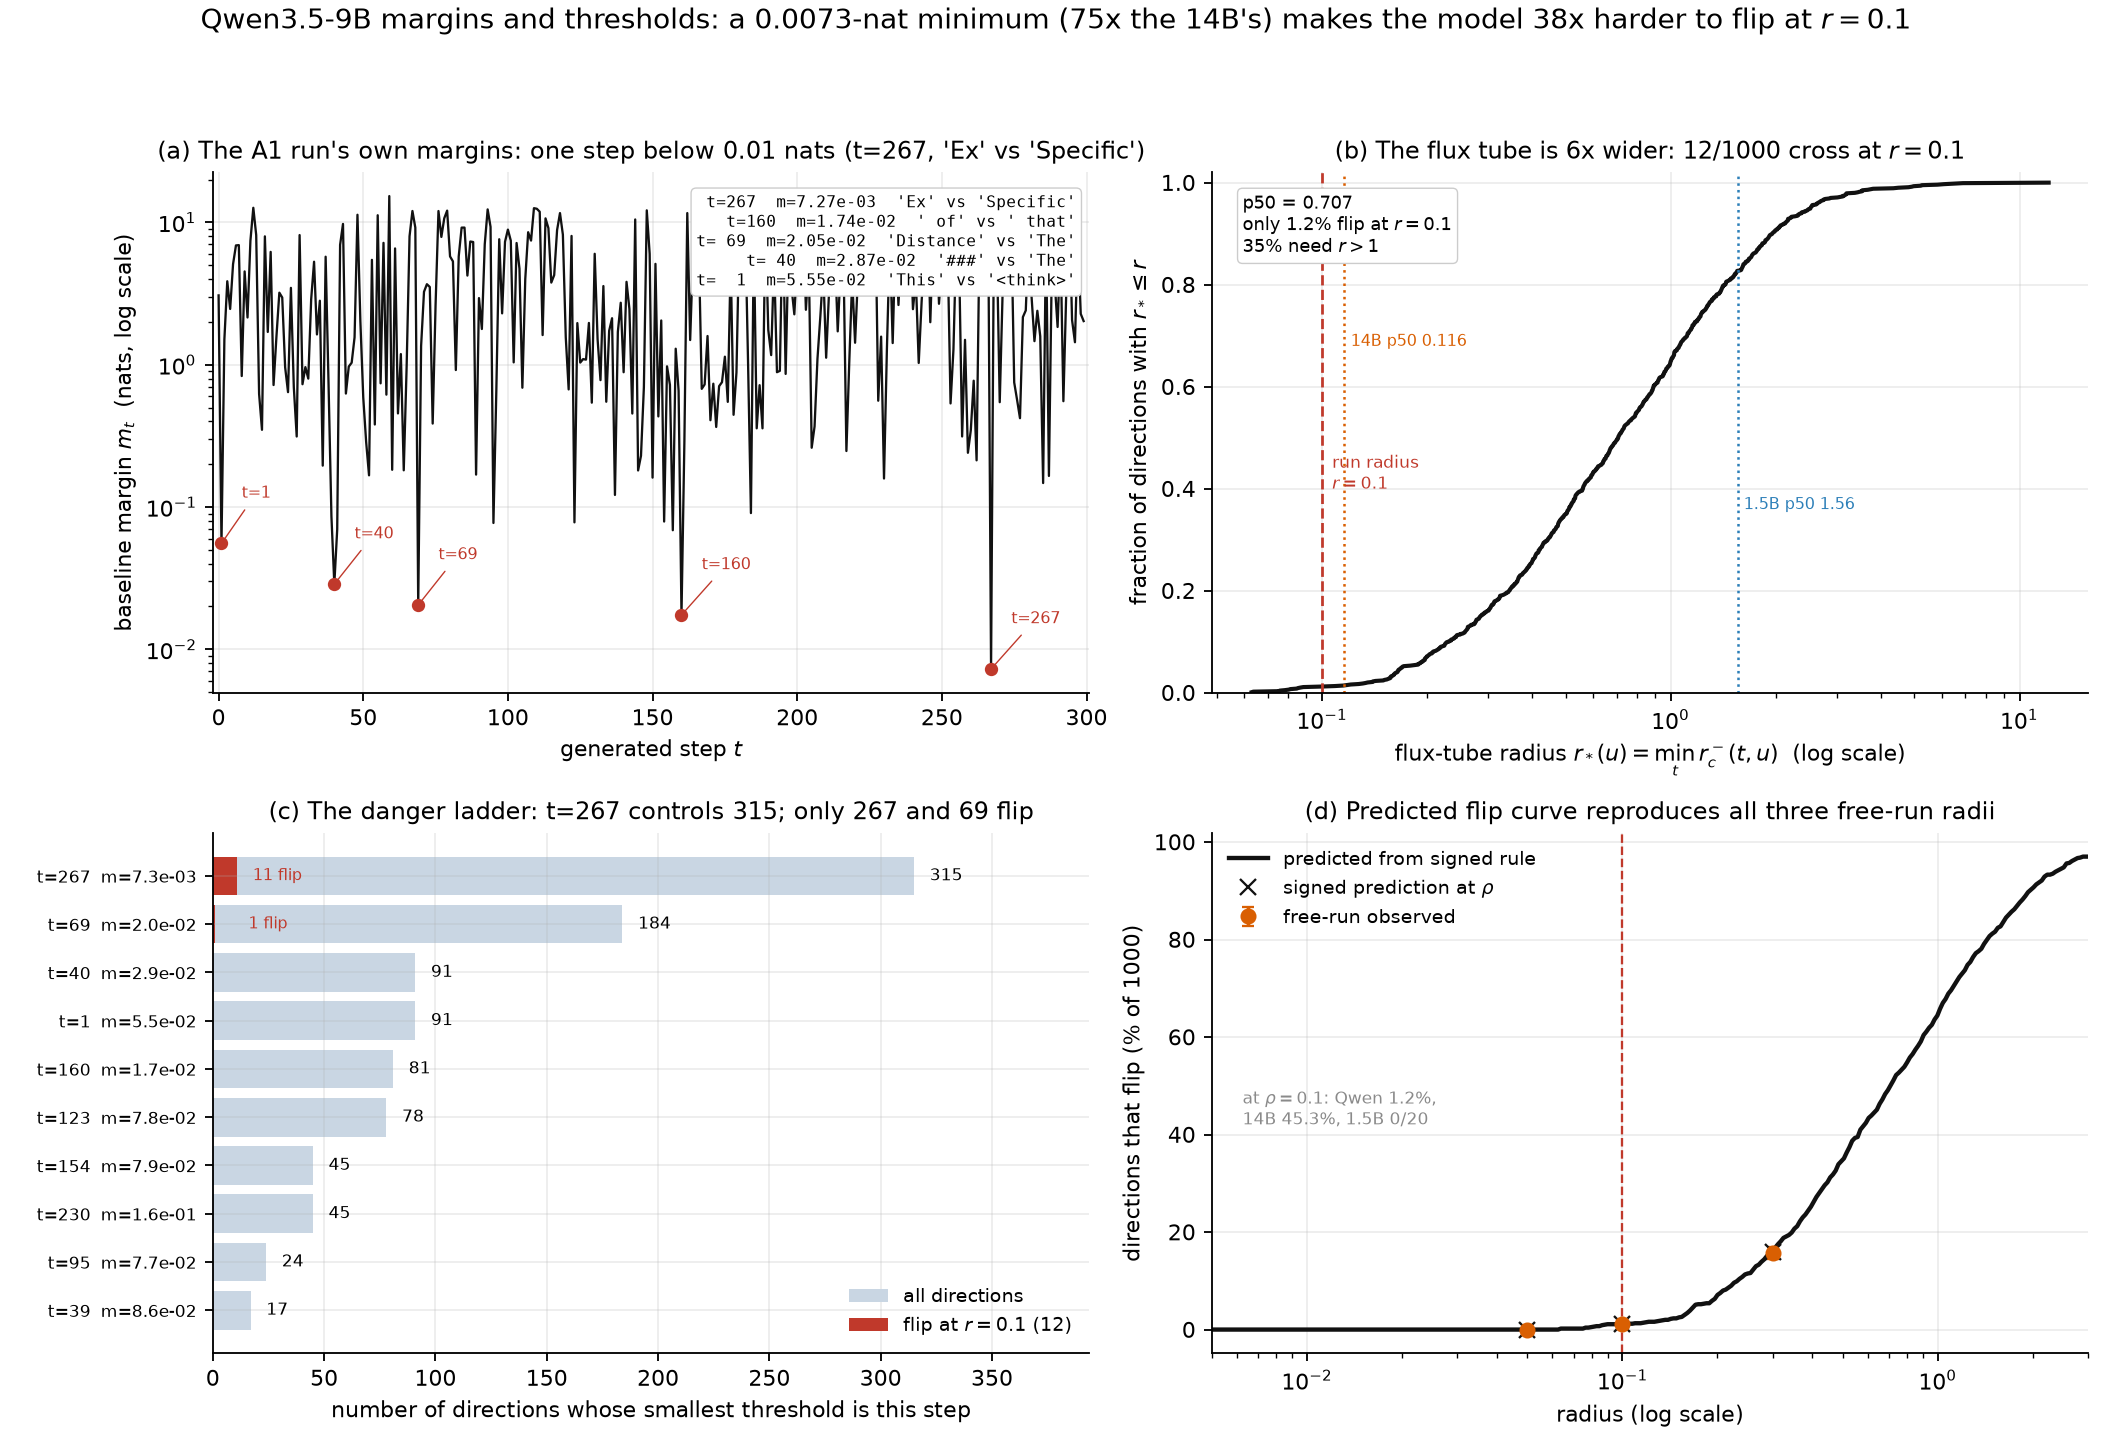 Qwen3.5-9B margins and thresholds: a 0.0073-nat minimum (75x the 14B's) makes the model 38x harder to flip at r = 0.1
(a) The A1 run's own margins: one step below 0.01 nats (t=267, 'Ex' vs 'Specific')
t=267 m=7.27e-03 'Ex' vs 'Specific'
t=160 m=1.74e-02 ' of' vs ' that'
t= 69 m=2.05e-02 'Distance' vs 'The'
t= 40 m=2.87e-02 '###' vs 'The'
t= 1 m=5.55e-02 'This' vs '<think>'
baseline margin m_t (nats, log scale)
10^1
10^0
10^−1
10^−2
t=1
t=40
t=69
t=160
t=267
0 50 100 150 200 250 300
generated step t
(b) The flux tube is 6x wider: 12/1000 cross at r = 0.1
p50 = 0.707
only 1.2% flip at r = 0.1
35% need r > 1
14B p50 0.116
run radius
r = 0.1
1.5B p50 1.56
fraction of directions with r_* ≤ r
1.0
0.8
0.6
0.4
0.2
0.0
10^−1 10^0 10^1
flux-tube radius r_*(u) = min_t r_c^−(t, u) (log scale)
(c) The danger ladder: t=267 controls 315; only 267 and 69 flip
t=267 m=7.3e-03 11 flip 315
t=69 m=2.0e-02 1 flip 184
t=40 m=2.9e-02 91
t=1 m=5.5e-02 91
t=160 m=1.7e-02 81
t=123 m=7.8e-02 78
t=154 m=7.9e-02 45
t=230 m=1.6e-01 45
t=95 m=7.7e-02 24
t=39 m=8.6e-02 17
all directions
flip at r = 0.1 (12)
0 50 100 150 200 250 300 350
number of directions whose smallest threshold is this step
(d) Predicted flip curve reproduces all three free-run radii
predicted from signed rule
signed prediction at ρ
free-run observed
at ρ = 0.1: Qwen 1.2%,
14B 45.3%, 1.5B 0/20
directions that flip (% of 1000)
100
80
60
40
20
0
10^−2 10^−1 10^0
radius (log scale)